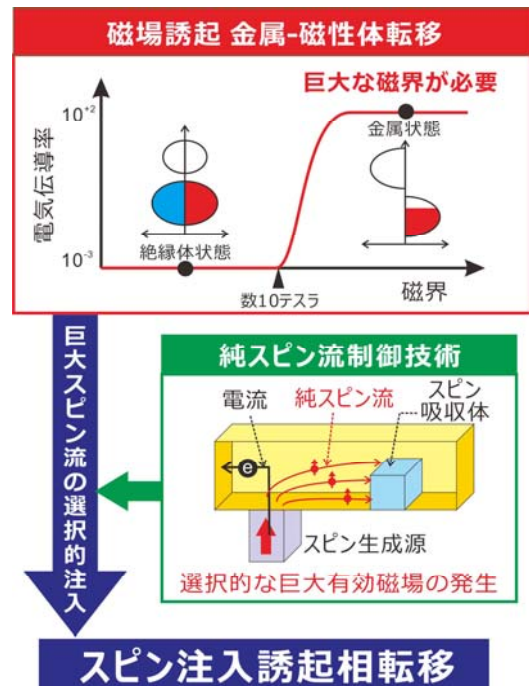 磁場誘起 金属-磁性体転移
巨大な磁界が必要
10+2
金属状態
電気伝導率
絶縁体状態
10-3
数10テスラ
磁界
巨大スピン流の選択的注入
純スピン流制御技術
電流
純スピン流
スピン
吸収体
e
スピン生成源
選択的な巨大有効磁場の発生
スピン注入誘起相転移